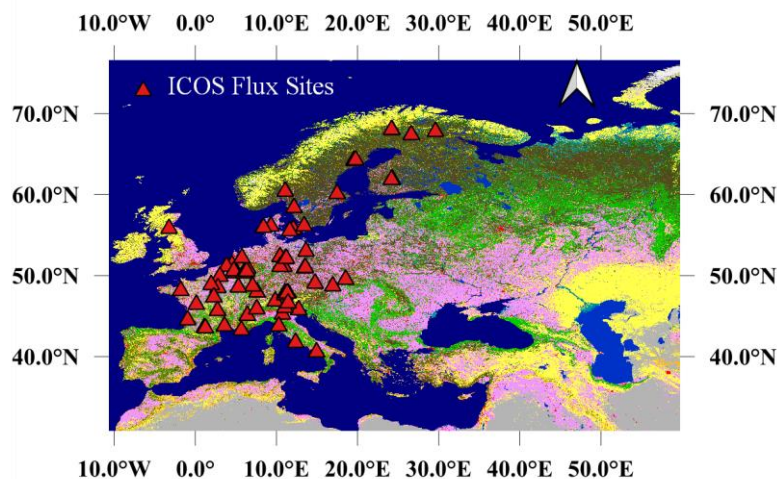 10.0°W 0.0° 10.0°E 20.0°E 30.0°E 40.0°E 50.0°E
ICOS Flux Sites
70.0°N 70.0°N
60.0°N 60.0°N
50.0°N 50.0°N
40.0°N 40.0°N
10.0°W 0.0° 10.0°E 20.0°E 30.0°E 40.0°E 50.0°E